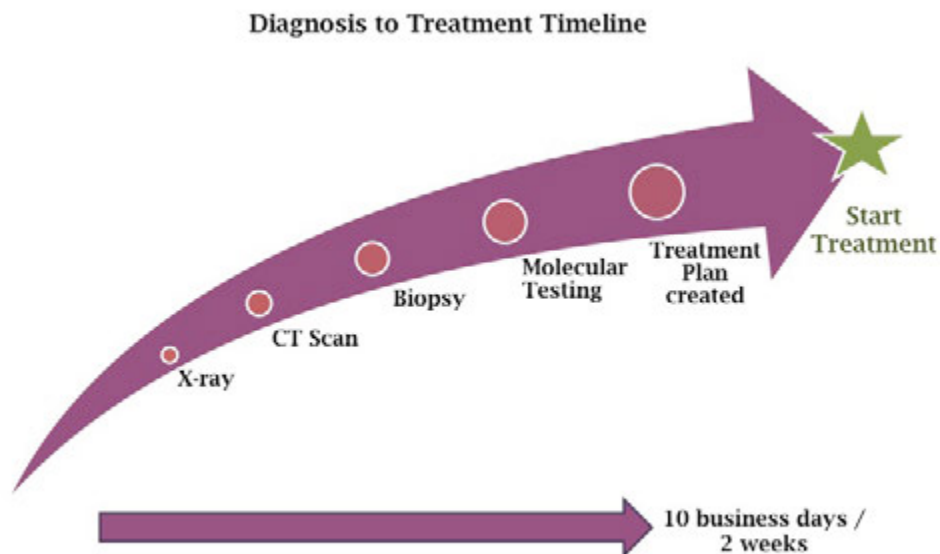 Diagnosis to Treatment Timeline
X-ray
CT Scan
Biopsy
Molecular
Testing
Treatment
Plan
created
Start
Treatment
10 business days /
2 weeks